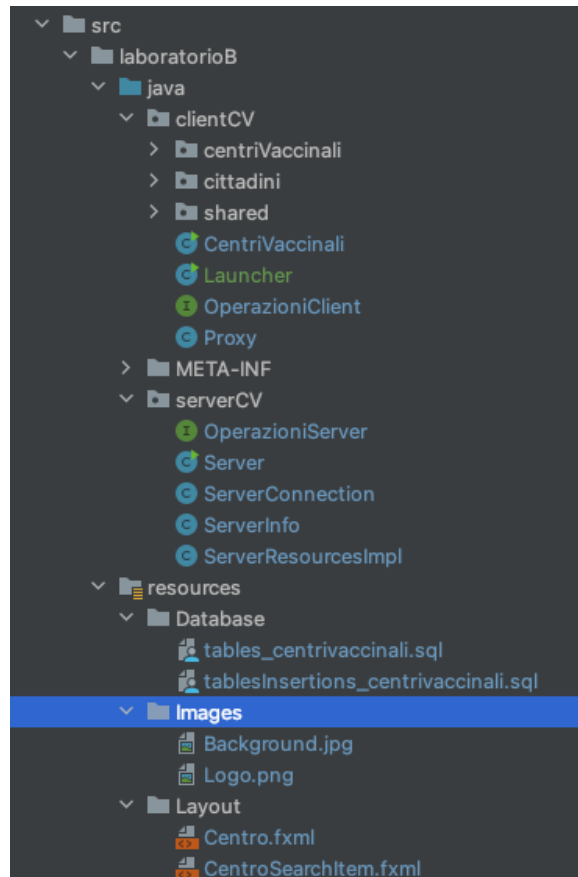 src
laboratorioB
java
clientCV
centriVaccinali
cittadini
shared
CentriVaccinali
Launcher
OperazioniClient
Proxy
META-INF
serverCV
OperazioniServer
Server
ServerConnection
ServerInfo
ServerResourcesImpl
resources
Database
tables_centrivaccinali.sql
tablesInsertions_centrivaccinali.sql
Images
Background.jpg
Logo.png
Layout
Centro.fxml
CentroSearchItem.fxml